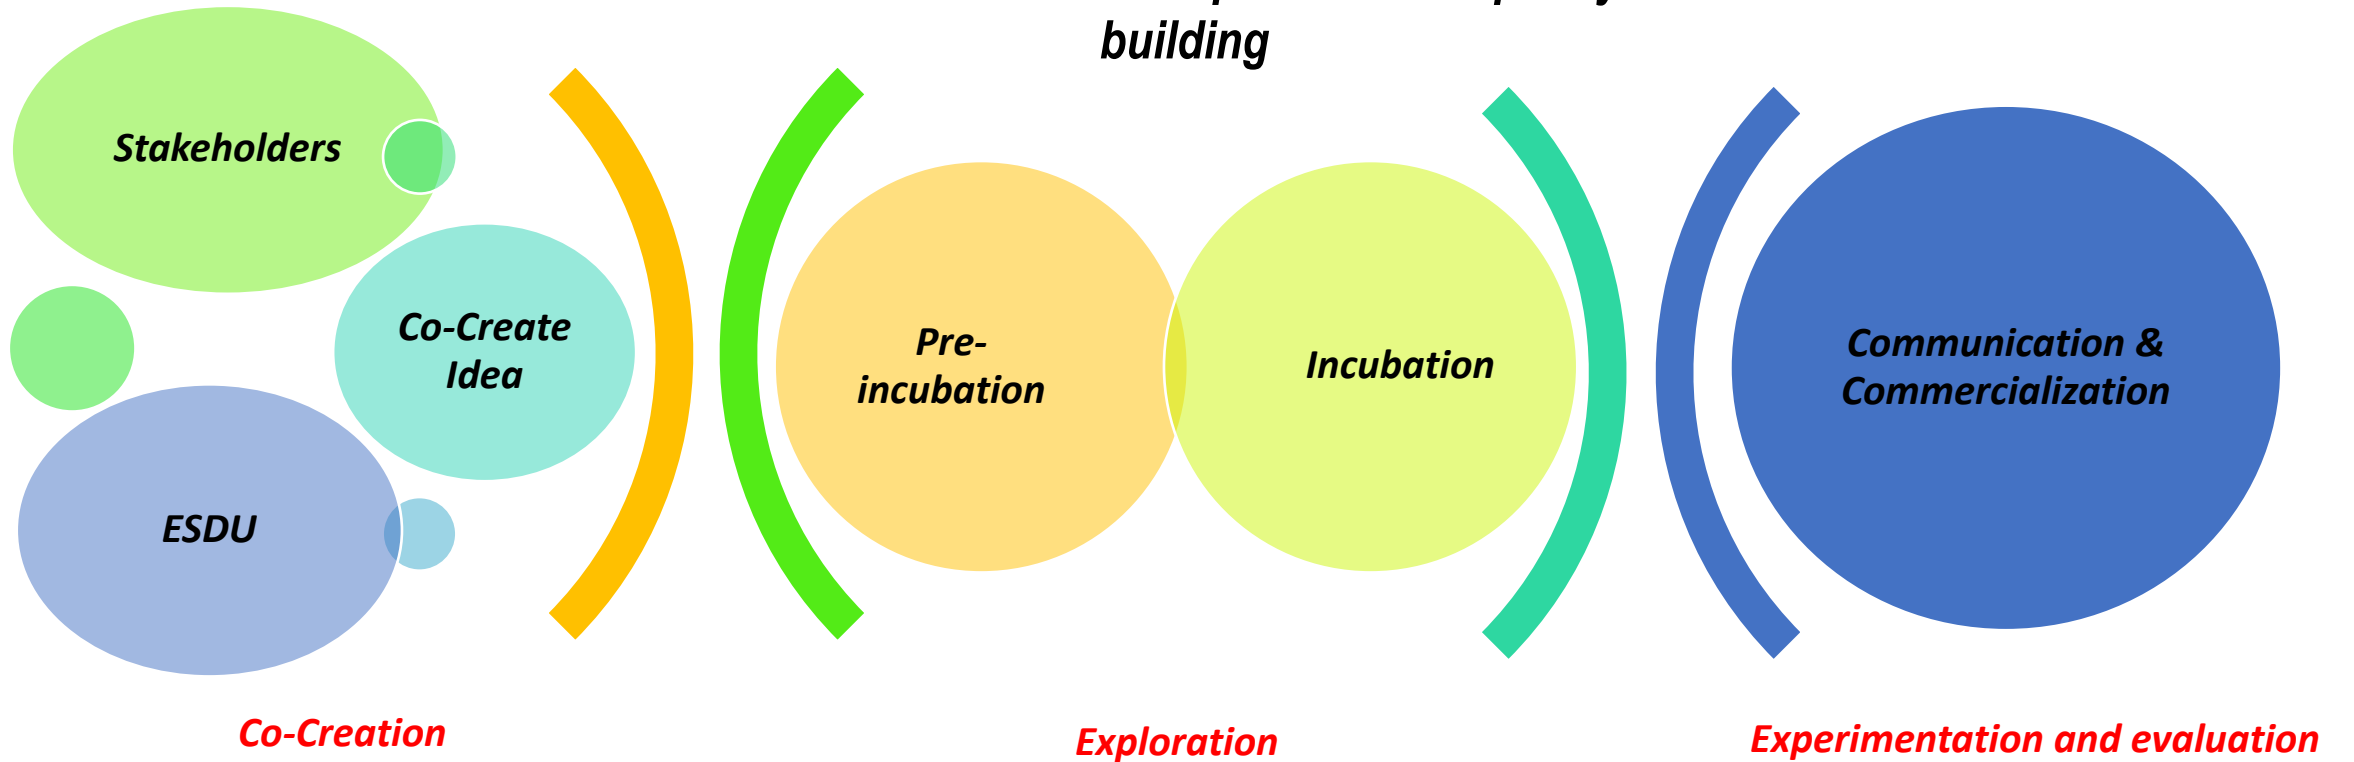 building
Stakeholders
Co-Create
Idea
ESDU
Pre-
incubation
Incubation
Communication &
Commercialization
Co-Creation
Exploration
Experimentation and evaluation